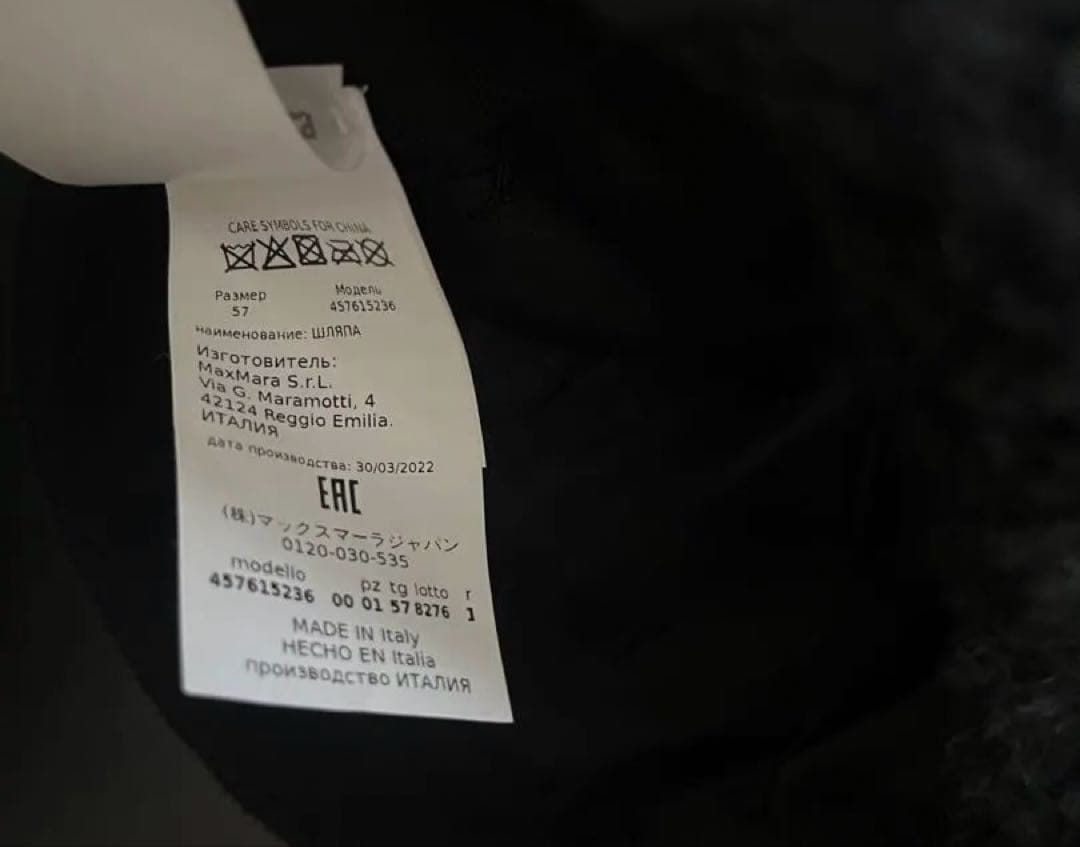 CARE SYMBOLS FOR CHINA
Размер Модель
57 457615236
наименование: ШЛЯПА
Изготовитель:
MaxMara S.r.L.
Via G. Maramotti, 4
42124 Reggio Emilia.
ИТАЛИЯ
дата производства: 30/03/2022
EAC
(株)マックスマーラジャパン
0120-030-535
modello pz tg lotto r
457615236 00 01 57 8276 1
MADE IN Italy
HECHO EN Italia
производство ИТАЛИЯ